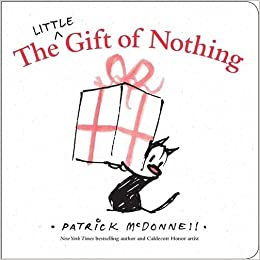 LITTLE
The ^ Gift of Nothing
• PATRICK McDONNELL •
New York Times bestselling author and Caldecott Honor artist